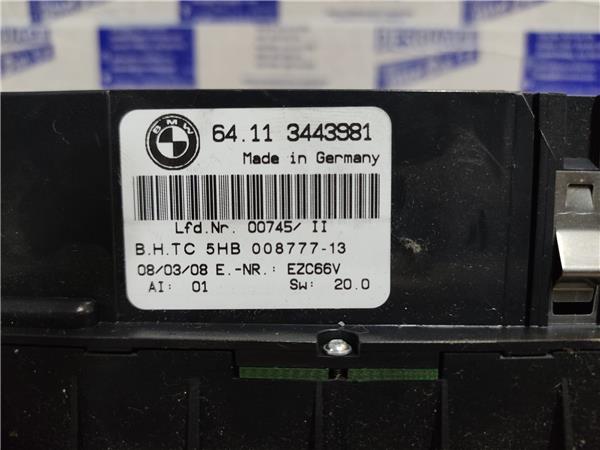 BMW
64.11 3443981
Made in Germany
Lfd.Nr. 00745/ II
B.H.TC 5HB 008777-13
08/03/08 E.-NR.: EZC66V
AI: 01 Sw: 20.0